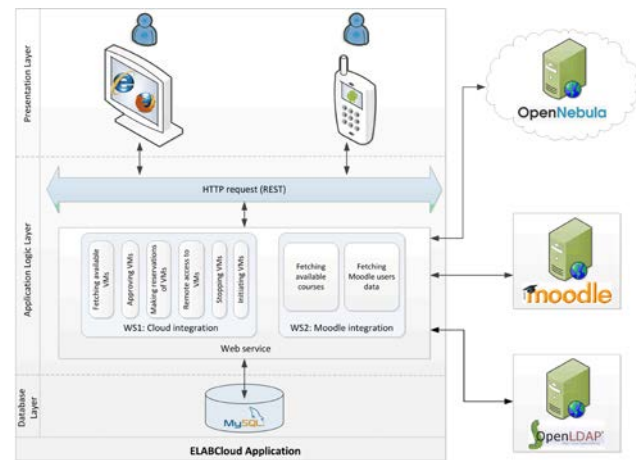 Presentation Layer
OpenNebula
HTTP request (REST)
Application Logic Layer
Fetching available
VMs
Approving VMs
Making reservations
of VMs
Remote access to
VMs
Stopping VMs
Initiating VMs
WS1: Cloud integration
Fetching
available
courses
Fetching
Moodle users
data
WS2: Moodle integration
Web service
moodle
Database
Layer
MySQL
OpenLDAP
ELABCloud Application